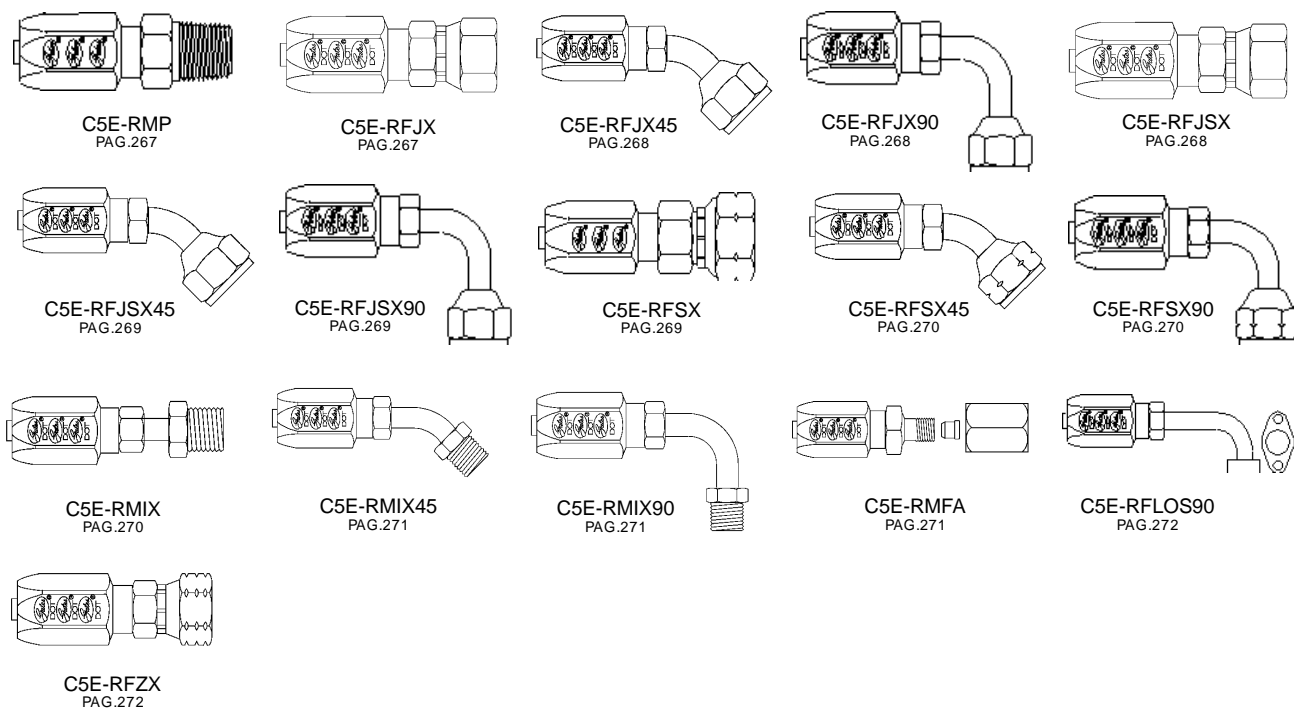 C5E-RMP
PAG.267
C5E-RFJX
PAG.267
C5E-RFJX45
PAG.268
C5E-RFJX90
PAG.268
C5E-RFJSX
PAG.268
C5E-RFJSX45
PAG.269
C5E-RFJSX90
PAG.269
C5E-RFSX
PAG.269
C5E-RFSX45
PAG.270
C5E-RFSX90
PAG.270
C5E-RMIX
PAG.270
C5E-RMIX45
PAG.271
C5E-RMIX90
PAG.271
C5E-RMFA
PAG.271
C5E-RFLOS90
PAG.272
C5E-RFZX
PAG.272